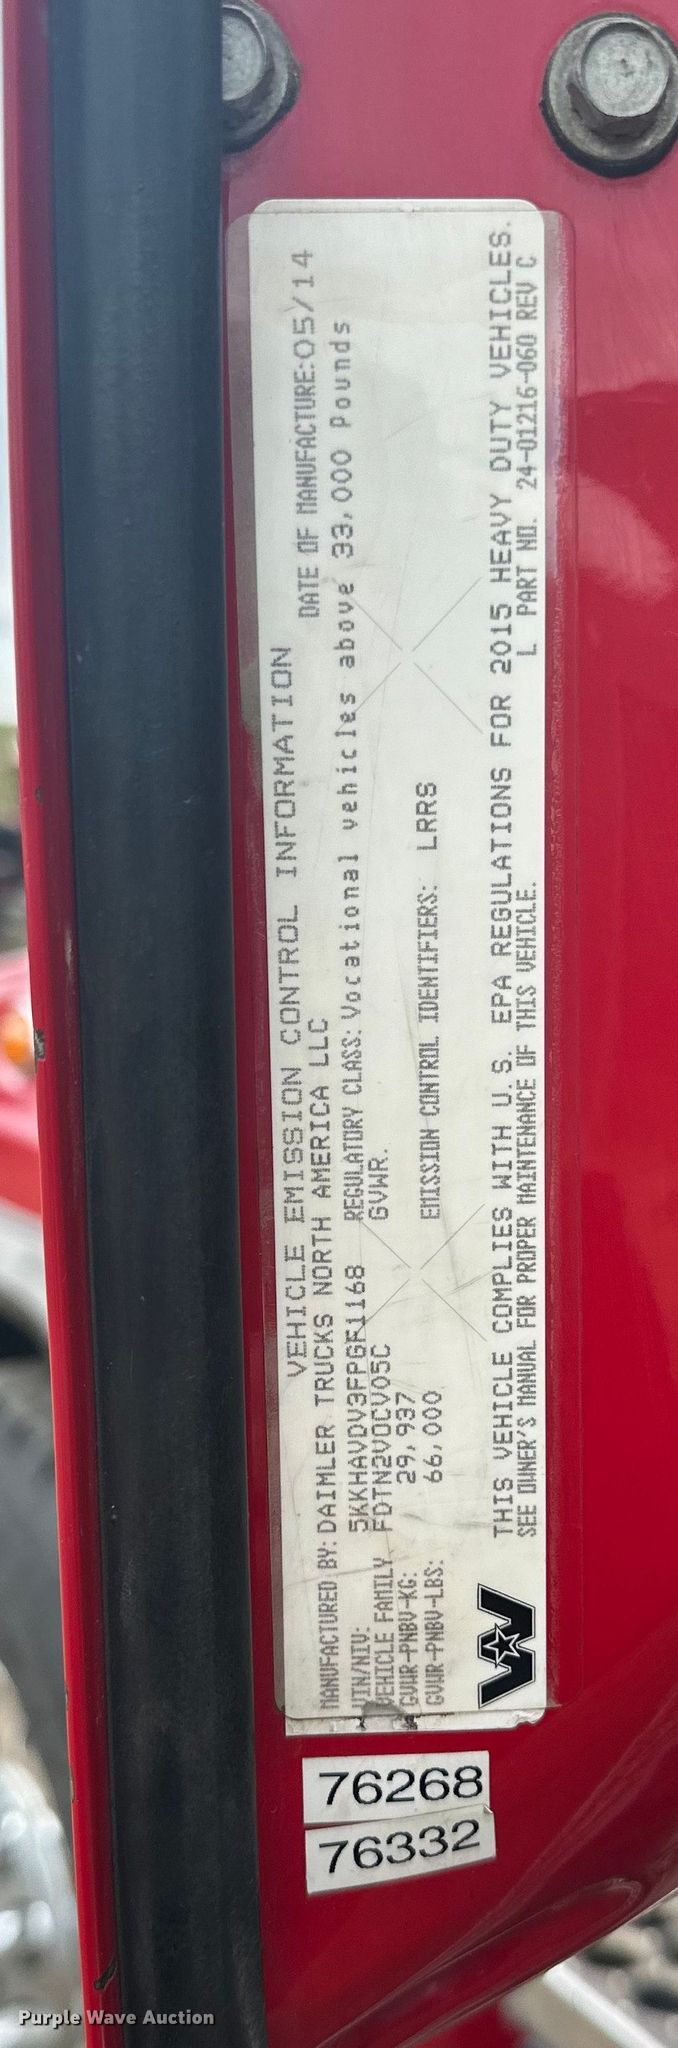 VEHICLE EMISSION CONTROL INFORMATION
MANUFACTURED BY: DAIMLER TRUCKS NORTH AMERICA LLC DATE OF MANUFACTURE: 05/14
VIN/NIV: 5KKHAVDV3FPGF1168 REGULATORY CLASS: Vocational vehicles above 33,000 Pounds
VEHICLE FAMILY FDTN2VOCV05C GVWR.
GVWR-PNBV-KG: 29,937
GVWR-PNBV-LBS: 66,000 EMISSION CONTROL IDENTIFIERS: LRRS
THIS VEHICLE COMPLIES WITH U.S. EPA REGULATIONS FOR 2015 HEAVY DUTY VEHICLES.
SEE OWNER'S MANUAL FOR PROPER MAINTENANCE OF THIS VEHICLE. L PART NO. 24-01216-060 REV C
76268
76332
Purple Wave Auction